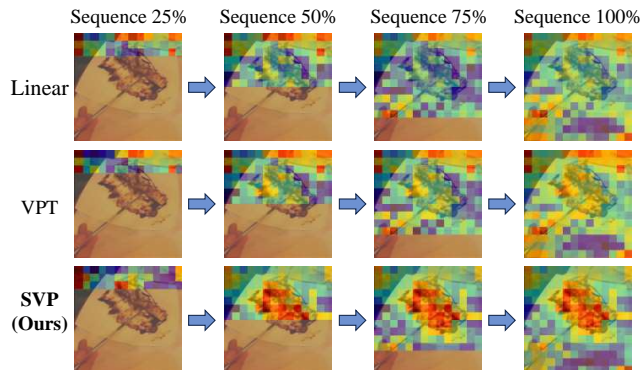 Sequence 25% Sequence 50% Sequence 75% Sequence 100%
Linear
VPT
SVP
(Ours)